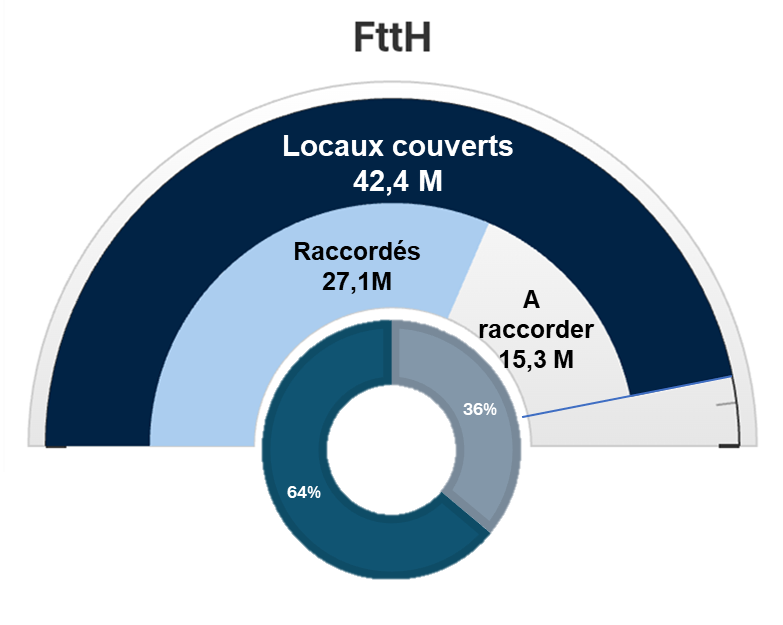 FttH
Locaux couverts
42,4 M
Raccordés
27,1M
A
raccorder
15,3 M
36%
64%